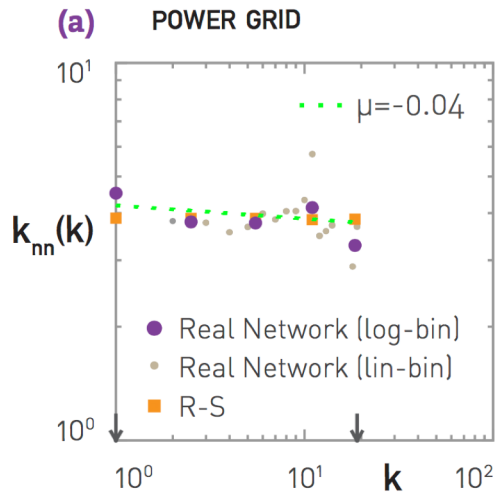 (a) POWER GRID
10¹
μ=-0.04
kₙₙ(k)
Real Network (log-bin)
Real Network (lin-bin)
R-S
10⁰
10⁰ 10¹ k 10²